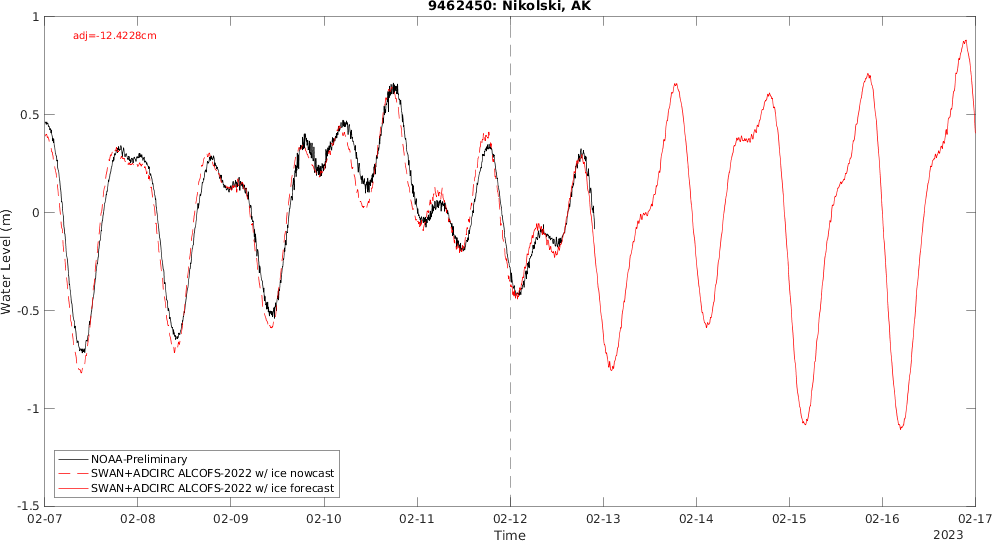 9462450: Nikolski, AK
adj=-12.4228cm
1
0.5
0
-0.5
-1
-1.5
Water Level (m)
NOAA-Preliminary
SWAN+ADCIRC ALCOFS-2022 w/ ice nowcast
SWAN+ADCIRC ALCOFS-2022 w/ ice forecast
02-07 02-08 02-09 02-10 02-11 02-12 02-13 02-14 02-15 02-16 02-17
Time
2023